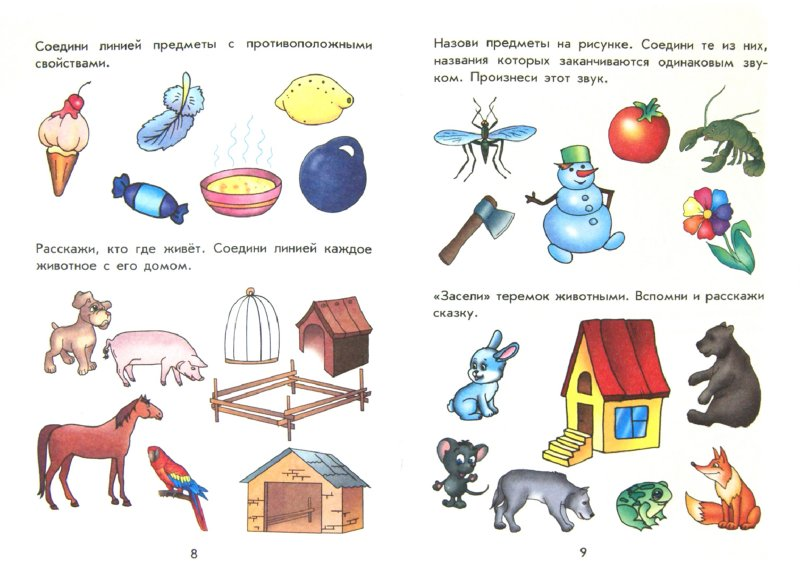 Соедини линией предметы с противоположными
свойствами.
Расскажи, кто где живёт. Соедини линией каждое
животное с его домом.
8
Назови предметы на рисунке. Соедини те из них,
названия которых заканчиваются одинаковым зву-
ком. Произнеси этот звук.
«Засели» теремок животными. Вспомни и расскажи
сказку.
9